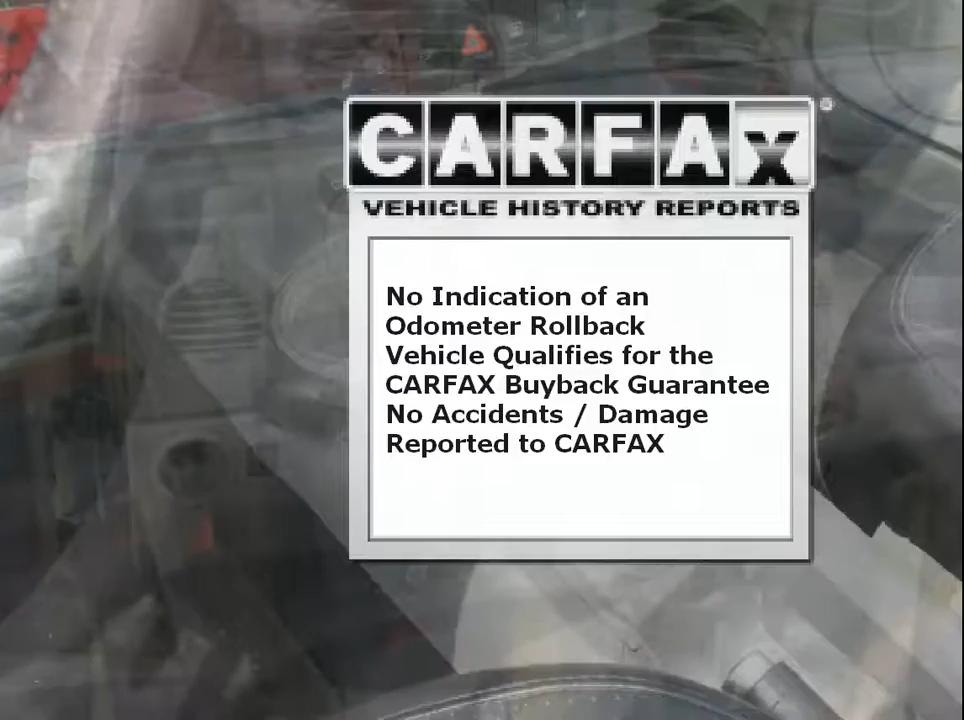 CARFAX®
VEHICLE HISTORY REPORTS
No Indication of an
Odometer Rollback
Vehicle Qualifies for the
CARFAX Buyback Guarantee
No Accidents / Damage
Reported to CARFAX